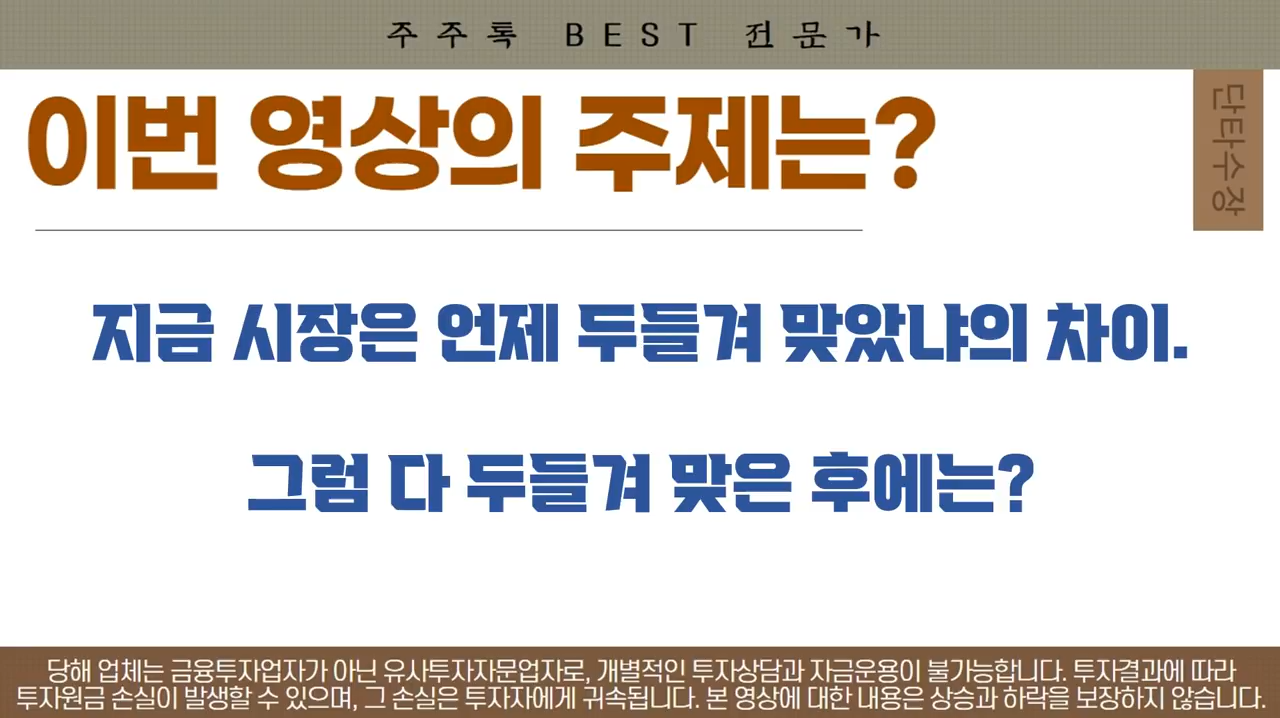 주주톡 BEST 전문가
이번 영상의 주제는?
단타수장
지금 시장은 언제 두들겨 맞았냐의 차이.
그럼 다 두들겨 맞은 후에는?
당해 업체는 금융투자업자가 아닌 유사투자자문업자로, 개별적인 투자상담과 자금운용이 불가능합니다. 투자결과에 따라
투자원금 손실이 발생할 수 있으며, 그 손실은 투자자에게 귀속됩니다. 본 영상에 대한 내용은 상승과 하락을 보장하지 않습니다.